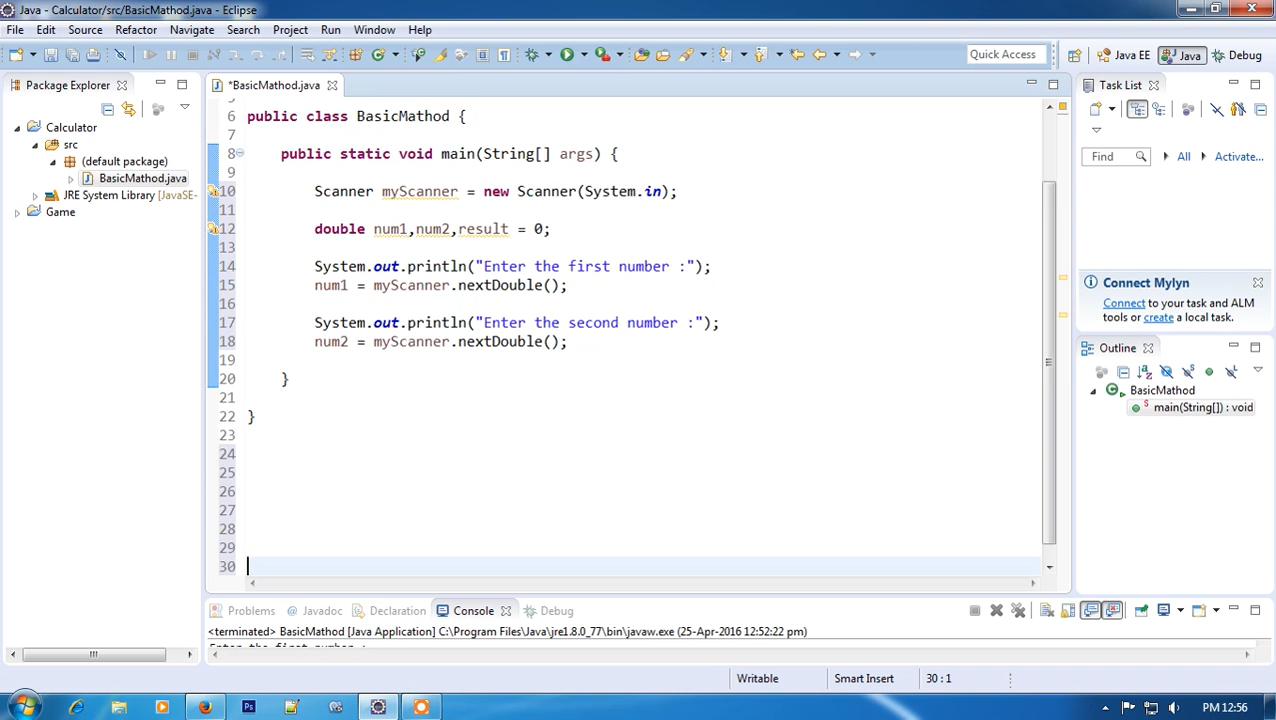 Java - Calculator/src/BasicMathod.java - Eclipse
File Edit Source Refactor Navigate Search Project Run Window Help
Quick Access Java EE Java Debug
Package Explorer
Calculator
src
(default package)
BasicMathod.java
JRE System Library [JavaSE-
Game
*BasicMathod.java
6 public class BasicMathod {
7
8 public static void main(String[] args) {
9
10 Scanner myScanner = new Scanner(System.in);
11
12 double num1,num2,result = 0;
13
14 System.out.println("Enter the first number :");
15 num1 = myScanner.nextDouble();
16
17 System.out.println("Enter the second number :");
18 num2 = myScanner.nextDouble();
19
20 }
21
22 }
23
24
25
26
27
28
29
30
Task List
Find All Activate...
Connect Mylyn
Connect to your task and ALM
tools or create a local task.
Outline
BasicMathod
main(String[]) : void
Problems Javadoc Declaration Console Debug
<terminated> BasicMathod [Java Application] C:\Program Files\Java\jre1.8.0_77\bin\javaw.exe (25-Apr-2016 12:52:22 pm)
Enter the first number :
Writable Smart Insert 30 : 1
PM 12:56